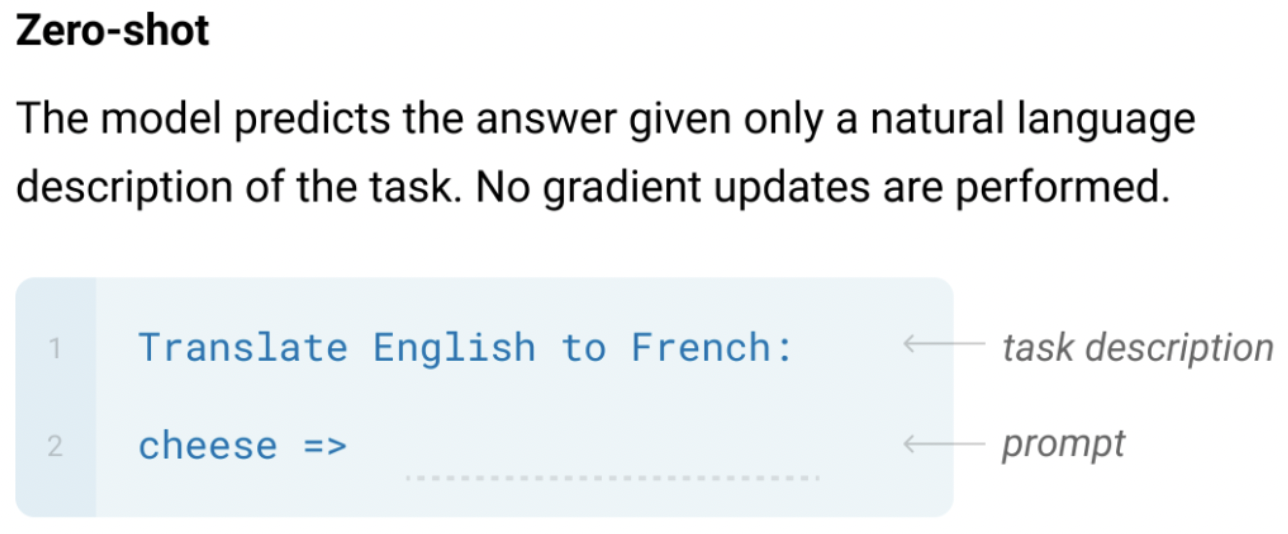 Zero-shot
The model predicts the answer given only a natural language
description of the task. No gradient updates are performed.
1 Translate English to French: task description
2 cheese => prompt